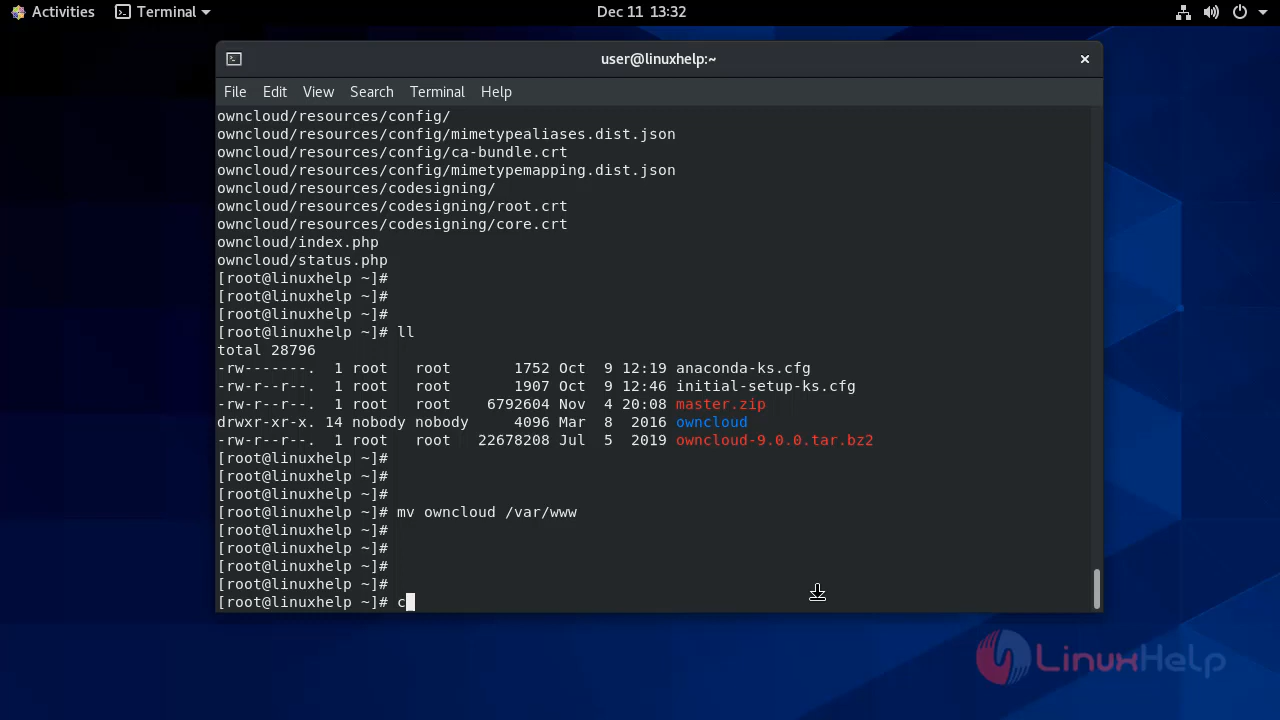 Activities Terminal Dec 11 13:32
user@linuxhelp:~
File Edit View Search Terminal Help
owncloud/resources/config/
owncloud/resources/config/mimetypealiases.dist.json
owncloud/resources/config/ca-bundle.crt
owncloud/resources/config/mimetypemapping.dist.json
owncloud/resources/codesigning/
owncloud/resources/codesigning/root.crt
owncloud/resources/codesigning/core.crt
owncloud/index.php
owncloud/status.php
[root@linuxhelp ~]#
[root@linuxhelp ~]#
[root@linuxhelp ~]#
[root@linuxhelp ~]# ll
total 28796
-rw-------.  1 root   root       1752 Oct  9 12:19 anaconda-ks.cfg
-rw-r--r--.  1 root   root       1907 Oct  9 12:46 initial-setup-ks.cfg
-rw-r--r--.  1 root   root    6792604 Nov  4 20:08 master.zip
drwxr-xr-x. 14 nobody nobody     4096 Mar  8  2016 owncloud
-rw-r--r--.  1 root   root   22678208 Jul  5  2019 owncloud-9.0.0.tar.bz2
[root@linuxhelp ~]#
[root@linuxhelp ~]#
[root@linuxhelp ~]#
[root@linuxhelp ~]# mv owncloud /var/www
[root@linuxhelp ~]#
[root@linuxhelp ~]#
[root@linuxhelp ~]#
[root@linuxhelp ~]#
[root@linuxhelp ~]# c
LinuxHelp